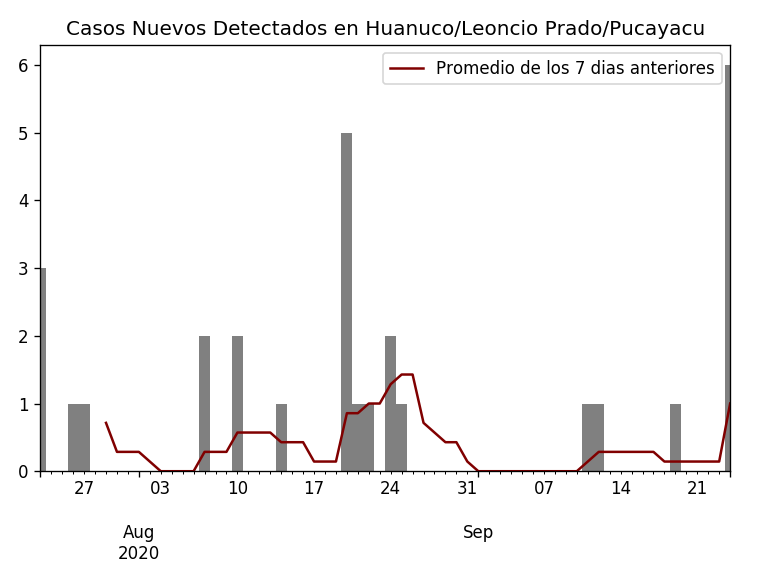 Casos Nuevos Detectados en Huanuco/Leoncio Prado/Pucayacu
Promedio de los 7 dias anteriores
6
5
4
3
2
1
0
27 03 10 17 24 31 07 14 21
Aug Sep
2020